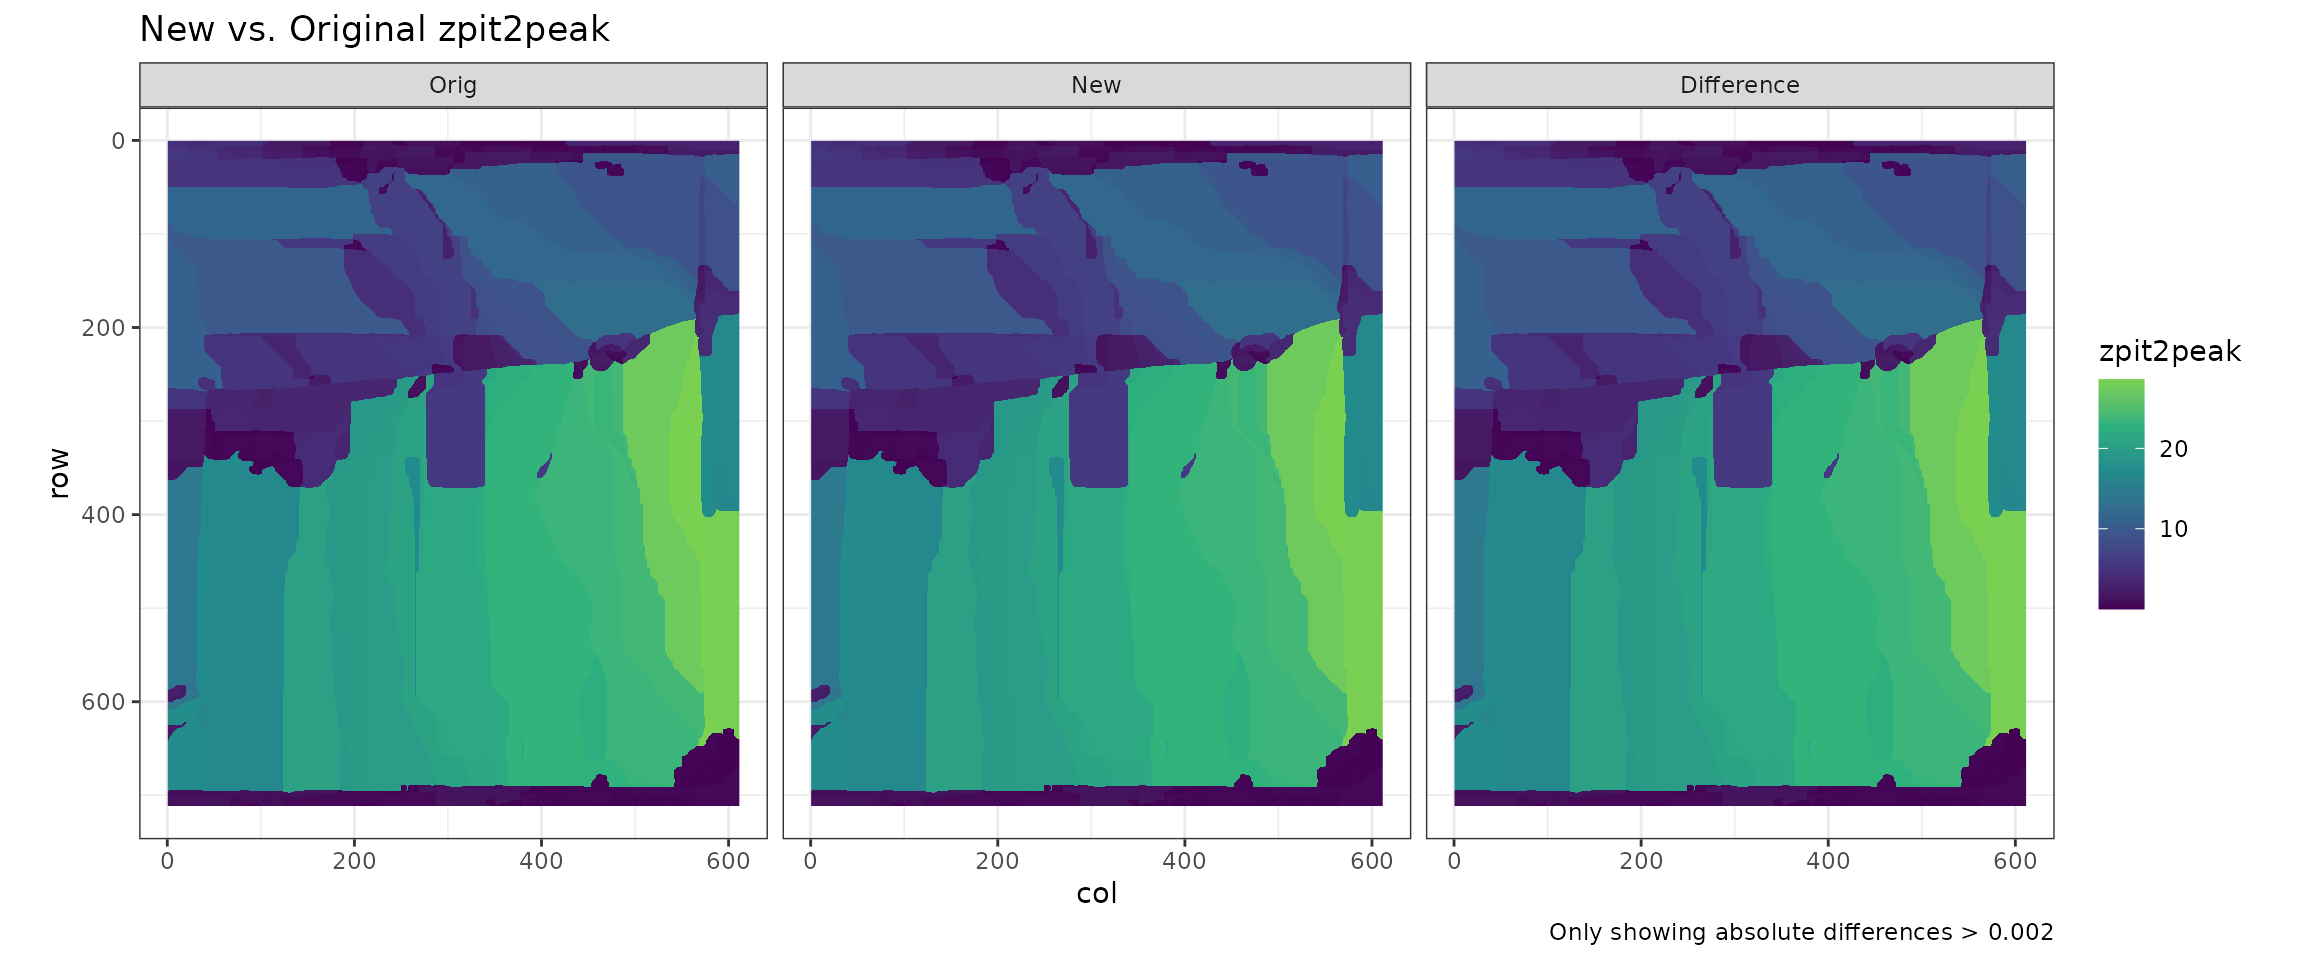 New vs. Original zpit2peak
Orig New Difference
0
200
400
600
row
0 200 400 600 0 200 400 600 0 200 400 600
col
zpit2peak
20
10
Only showing absolute differences > 0.002